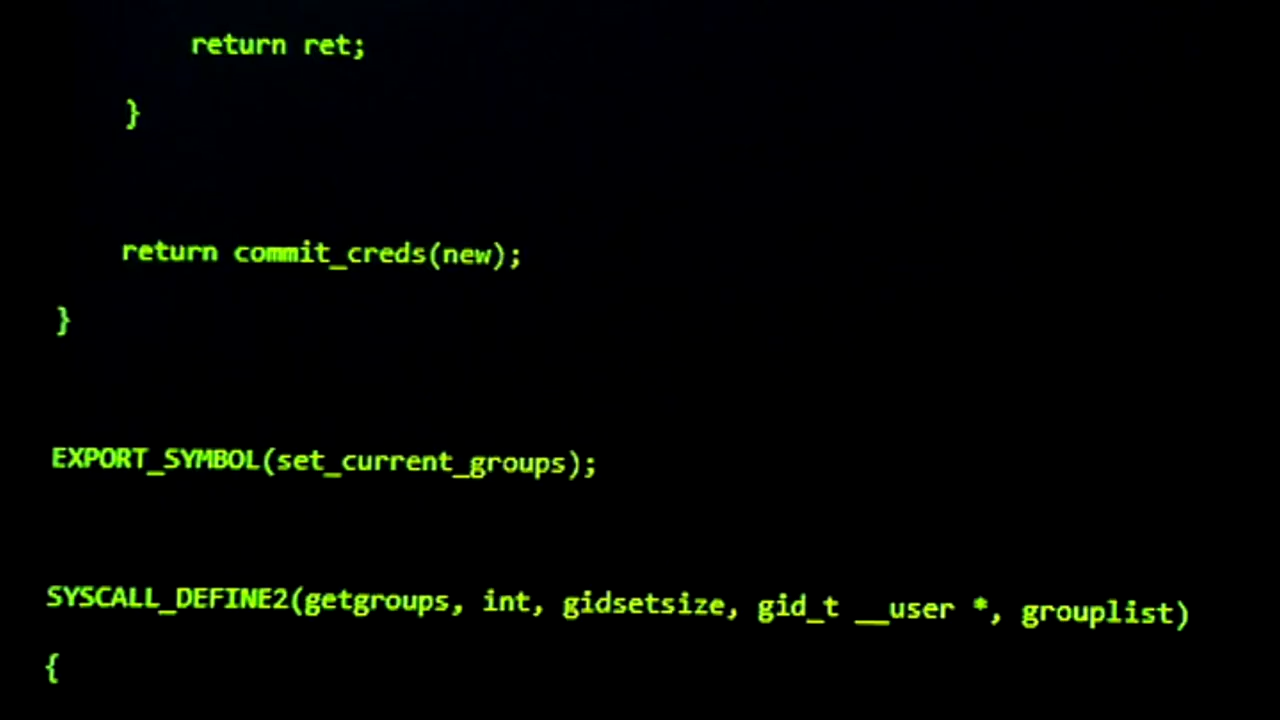 return ret;
}
return commit_creds(new);
}
EXPORT_SYMBOL(set_current_groups);
SYSCALL_DEFINE2(getgroups, int, gidsetsize, gid_t __user *, grouplist)
{